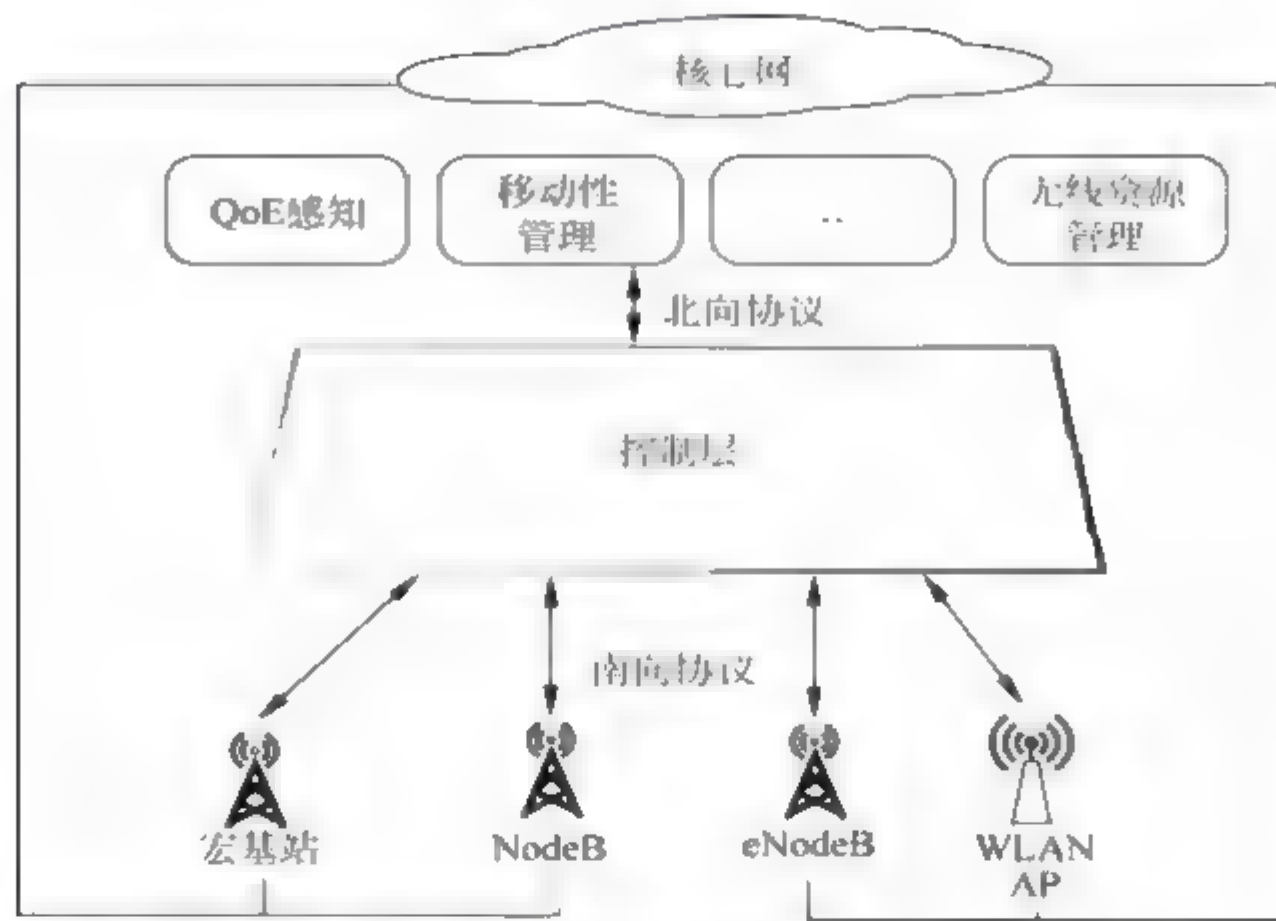 核心网
QoE感知
移动性
管理
..
无线资源
管理
北向协议
控制层
南向协议
宏基站
NodeB
eNodeB
WLAN
AP